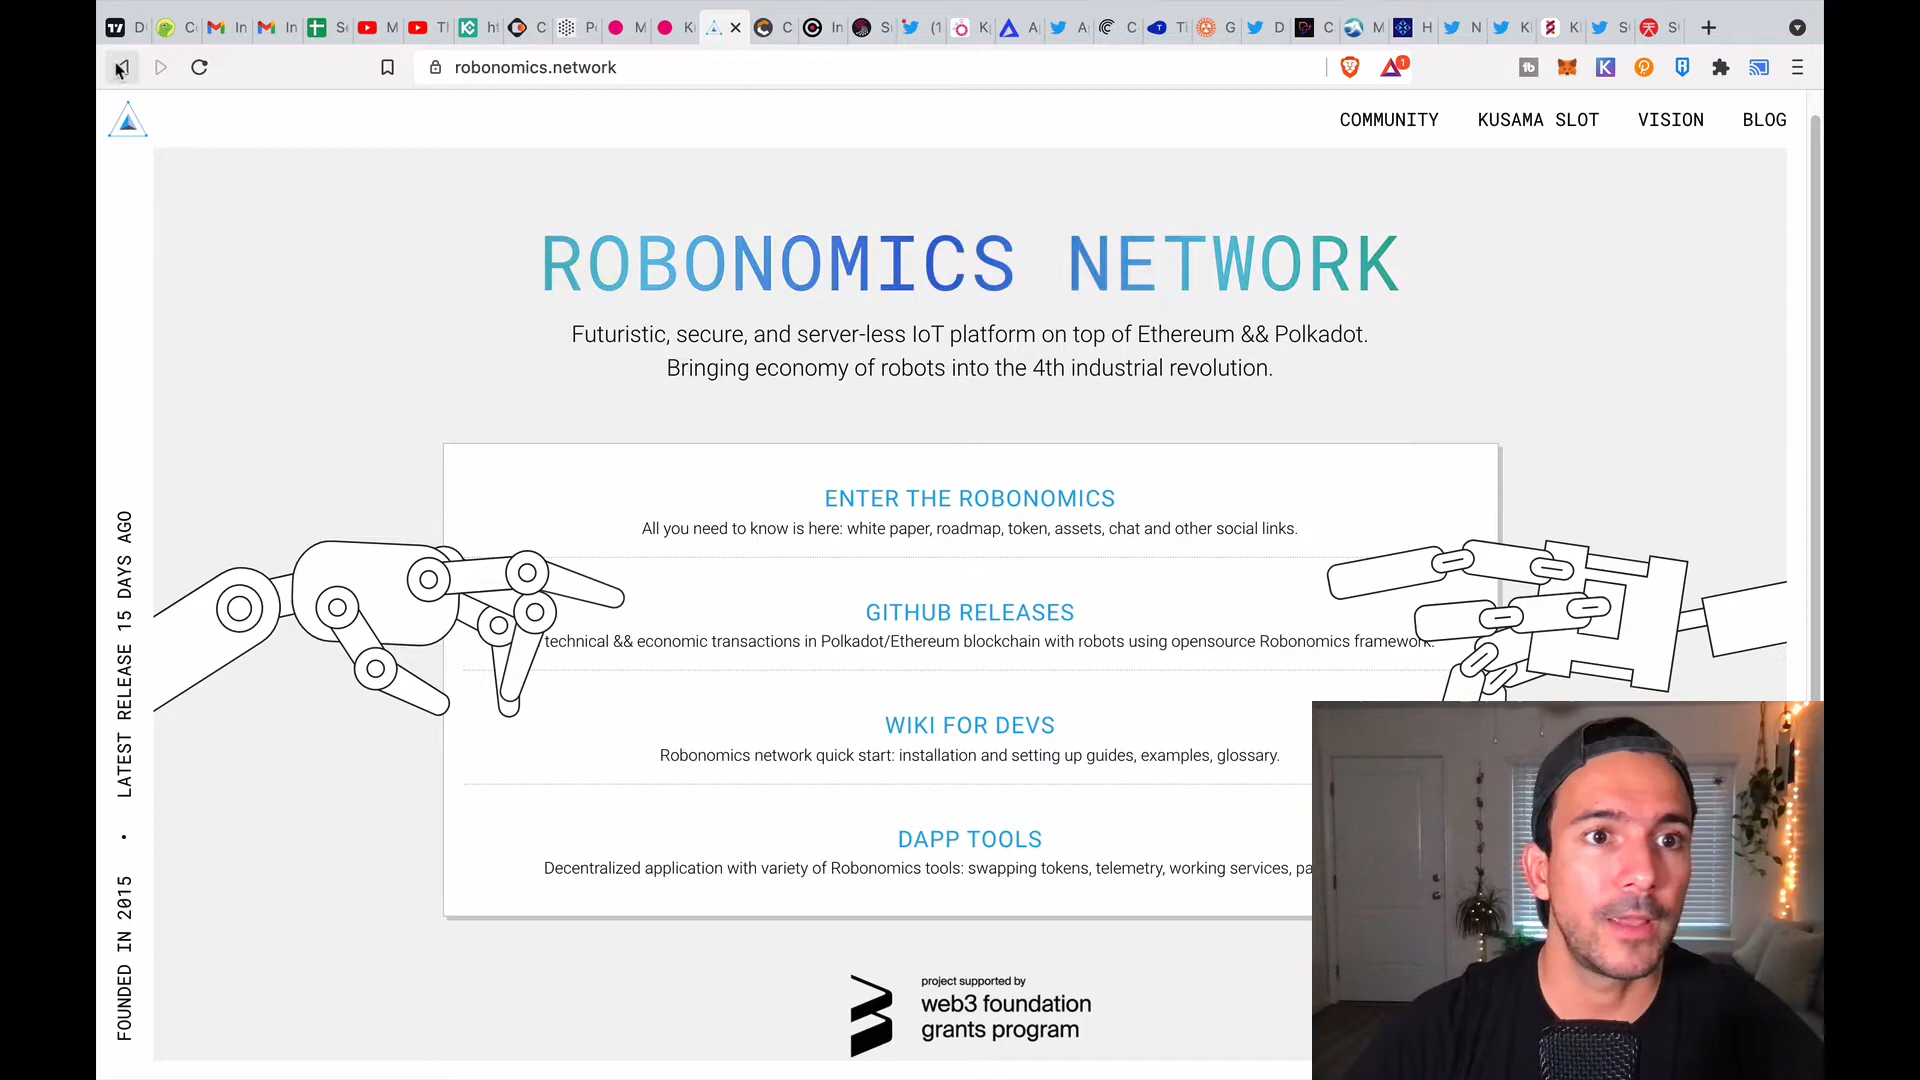 robonomics.network
1
COMMUNITY KUSAMA SLOT VISION BLOG
ROBONOMICS NETWORK
Futuristic, secure, and server-less IoT platform on top of Ethereum && Polkadot.
Bringing economy of robots into the 4th industrial revolution.
ENTER THE ROBONOMICS
All you need to know is here: white paper, roadmap, token, assets, chat and other social links.
GITHUB RELEASES
technical && economic transactions in Polkadot/Ethereum blockchain with robots using opensource Robonomics framework.
WIKI FOR DEVS
Robonomics network quick start: installation and setting up guides, examples, glossary.
DAPP TOOLS
Decentralized application with variety of Robonomics tools: swapping tokens, telemetry, working services, pa
project supported by
web3 foundation
grants program
FOUNDED IN 2015 • LATEST RELEASE 15 DAYS AGO